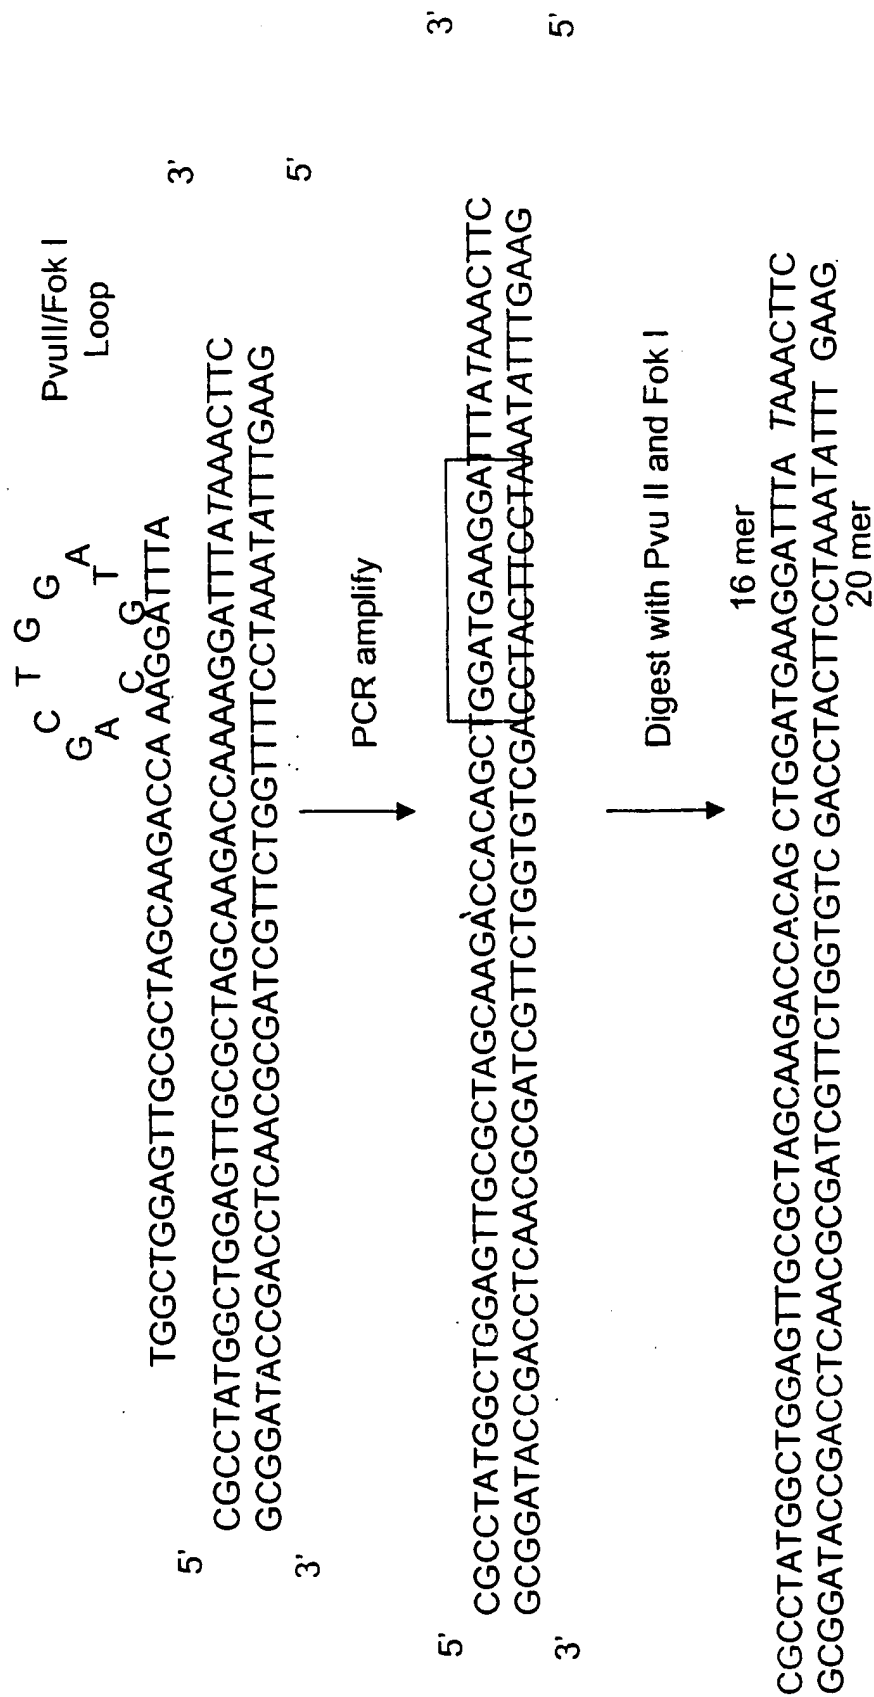 PvuII/Fok I
Loop
T G
C G
G A
A T
C G
TGGCTGGAGTTGCGCTAGCAAGACCA AAGGATTTA
5' 3'
CGCCTATGGCTGGAGTTGCGCTAGCAAGACCAAAAGGATTTATAAACTTC
GCGGATACCGACCTCAACGCGATCGTTCTGGTTTTCCTAAATATTTGAAG
3' 5'
PCR amplify
5' 3'
CGCCTATGGCTGGAGTTGCGCTAGCAAGACCACAGCTGGATGAAGGATTTATAAACTTC
GCGGATACCGACCTCAACGCGATCGTTCTGGTGTCGACCTACTTCCTAAATATTTGAAG
3' 5'
Digest with Pvu II and Fok I
16 mer
CGCCTATGGCTGGAGTTGCGCTAGCAAGACCACAG CTGGATGAAGGATTTA TAAACTTC
GCGGATACCGACCTCAACGCGATCGTTCTGGTGTC GACCTACTTCCTAAATATTT GAAG
20 mer